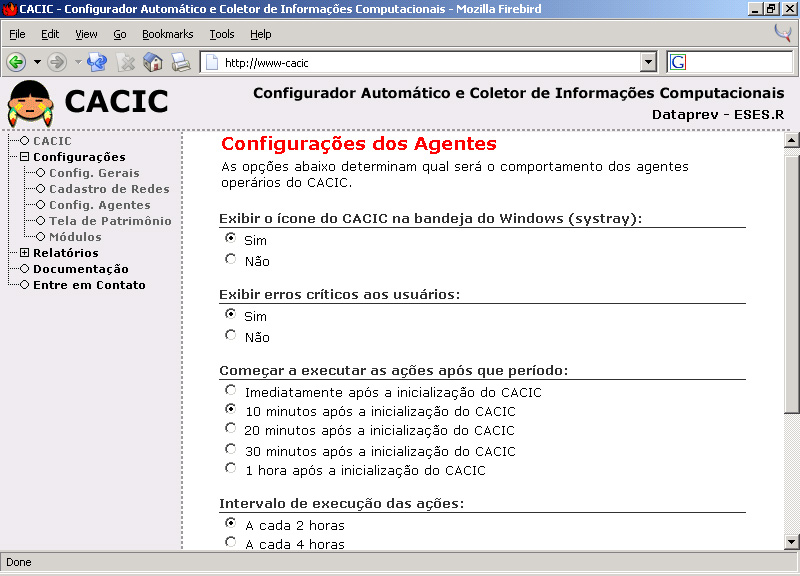 CACIC - Configurador Automático e Coletor de Informações Computacionais - Mozilla Firebird
File Edit View Go Bookmarks Tools Help
http://www-cacic
G
CACIC
Configurador Automático e Coletor de Informações Computacionais
Dataprev - ESES.R
CACIC
Configurações
Config. Gerais
Cadastro de Redes
Config. Agentes
Tela de Patrimônio
Módulos
Relatórios
Documentação
Entre em Contato
Configurações dos Agentes
As opções abaixo determinam qual será o comportamento dos agentes
operários do CACIC.
Exibir o ícone do CACIC na bandeja do Windows (systray):
Sim
Não
Exibir erros críticos aos usuários:
Sim
Não
Começar a executar as ações após que período:
Imediatamente após a inicialização do CACIC
10 minutos após a inicialização do CACIC
20 minutos após a inicialização do CACIC
30 minutos após a inicialização do CACIC
1 hora após a inicialização do CACIC
Intervalo de execução das ações:
A cada 2 horas
A cada 4 horas
Done